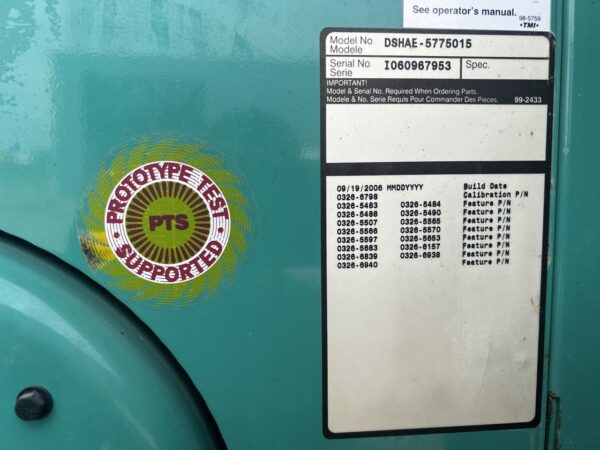 See operator's manual.
98-5759
•TMI•
Model No.
Modele
DSHAE-5775015
Serial No
Serie
I060967953
Spec.
IMPORTANT!
Model & Serial No. Required When Ordering Parts.
Modele & No. Serie Requis Pour Commander Des Pieces.
99-2433
09/19/2006 MMDDYYYY Build Date
0326-6798 Calibration P/N
0326-5483 0326-5484 Feature P/N
0326-5488 0326-5490 Feature P/N
0326-5507 0326-5585 Feature P/N
0326-5566 0326-5570 Feature P/N
0326-5597 0326-5653 Feature P/N
0326-5683 0326-6157 Feature P/N
0326-6839 0326-6938 Feature P/N
0326-6940 Feature P/N
• PROTOTYPE TEST •
PTS
SUPPORTED